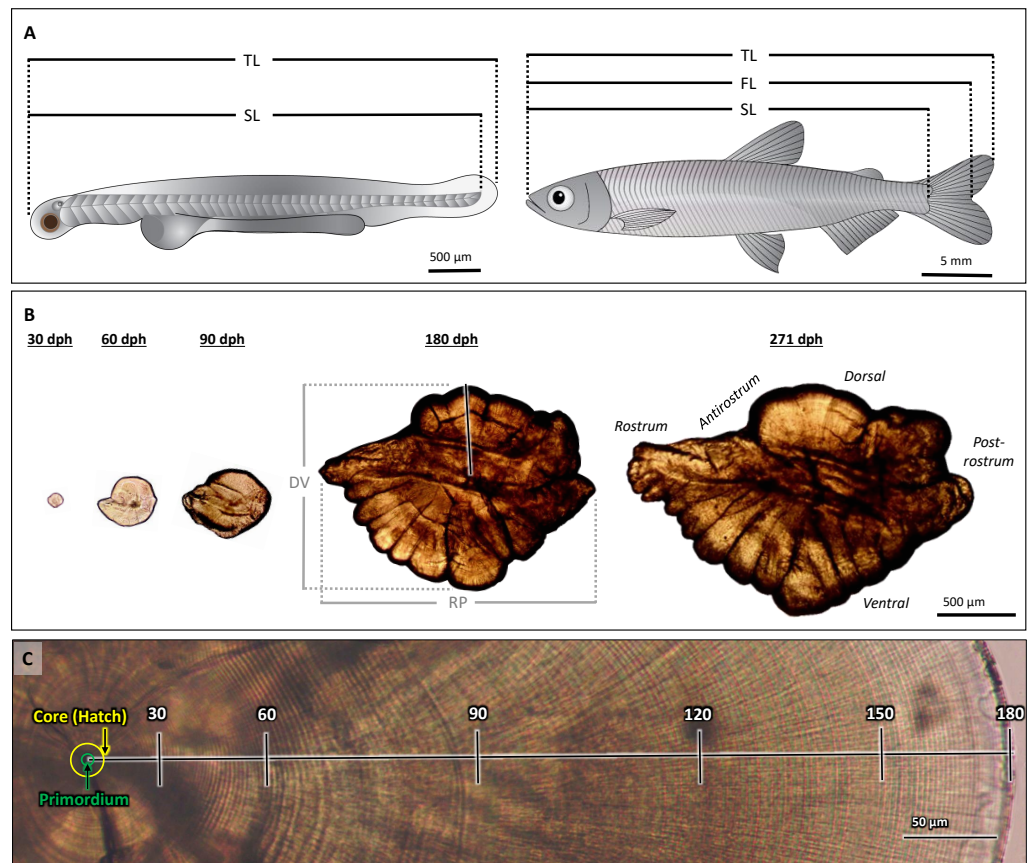 A
TL
SL
500 µm
TL
FL
SL
5 mm
B
30 dph 60 dph 90 dph 180 dph 271 dph
DV
RP
Rostrum
Antirostrum
Dorsal
Post-
rostrum
Ventral
500 µm
C
Core (Hatch)
Primordium
30 60 90 120 150 180
50 µm